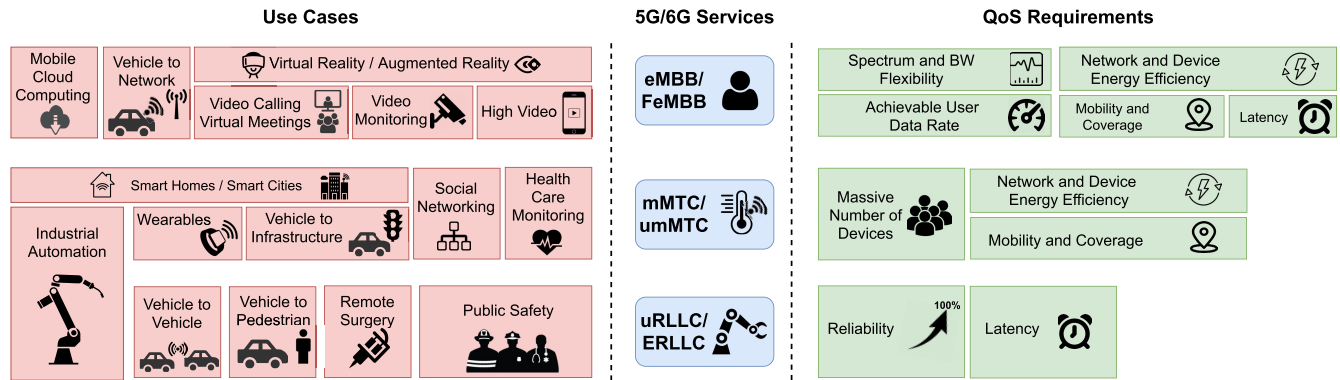 Use Cases
5G/6G Services
QoS Requirements
Mobile
Cloud
Computing
Vehicle to
Network
Virtual Reality / Augmented Reality
Video Calling
Virtual Meetings
Video
Monitoring
High Video
eMBB/
FeMBB
Spectrum and BW
Flexibility
Network and Device
Energy Efficiency
Achievable User
Data Rate
Mobility and
Coverage
Latency
Smart Homes / Smart Cities
Social
Networking
Health
Care
Monitoring
Industrial
Automation
Wearables
Vehicle to
Infrastructure
mMTC/
umMTC
Massive
Number of
Devices
Network and Device
Energy Efficiency
Mobility and Coverage
Vehicle to
Vehicle
Vehicle to
Pedestrian
Remote
Surgery
Public Safety
uRLLC/
ERLLC
Reliability
100%
Latency